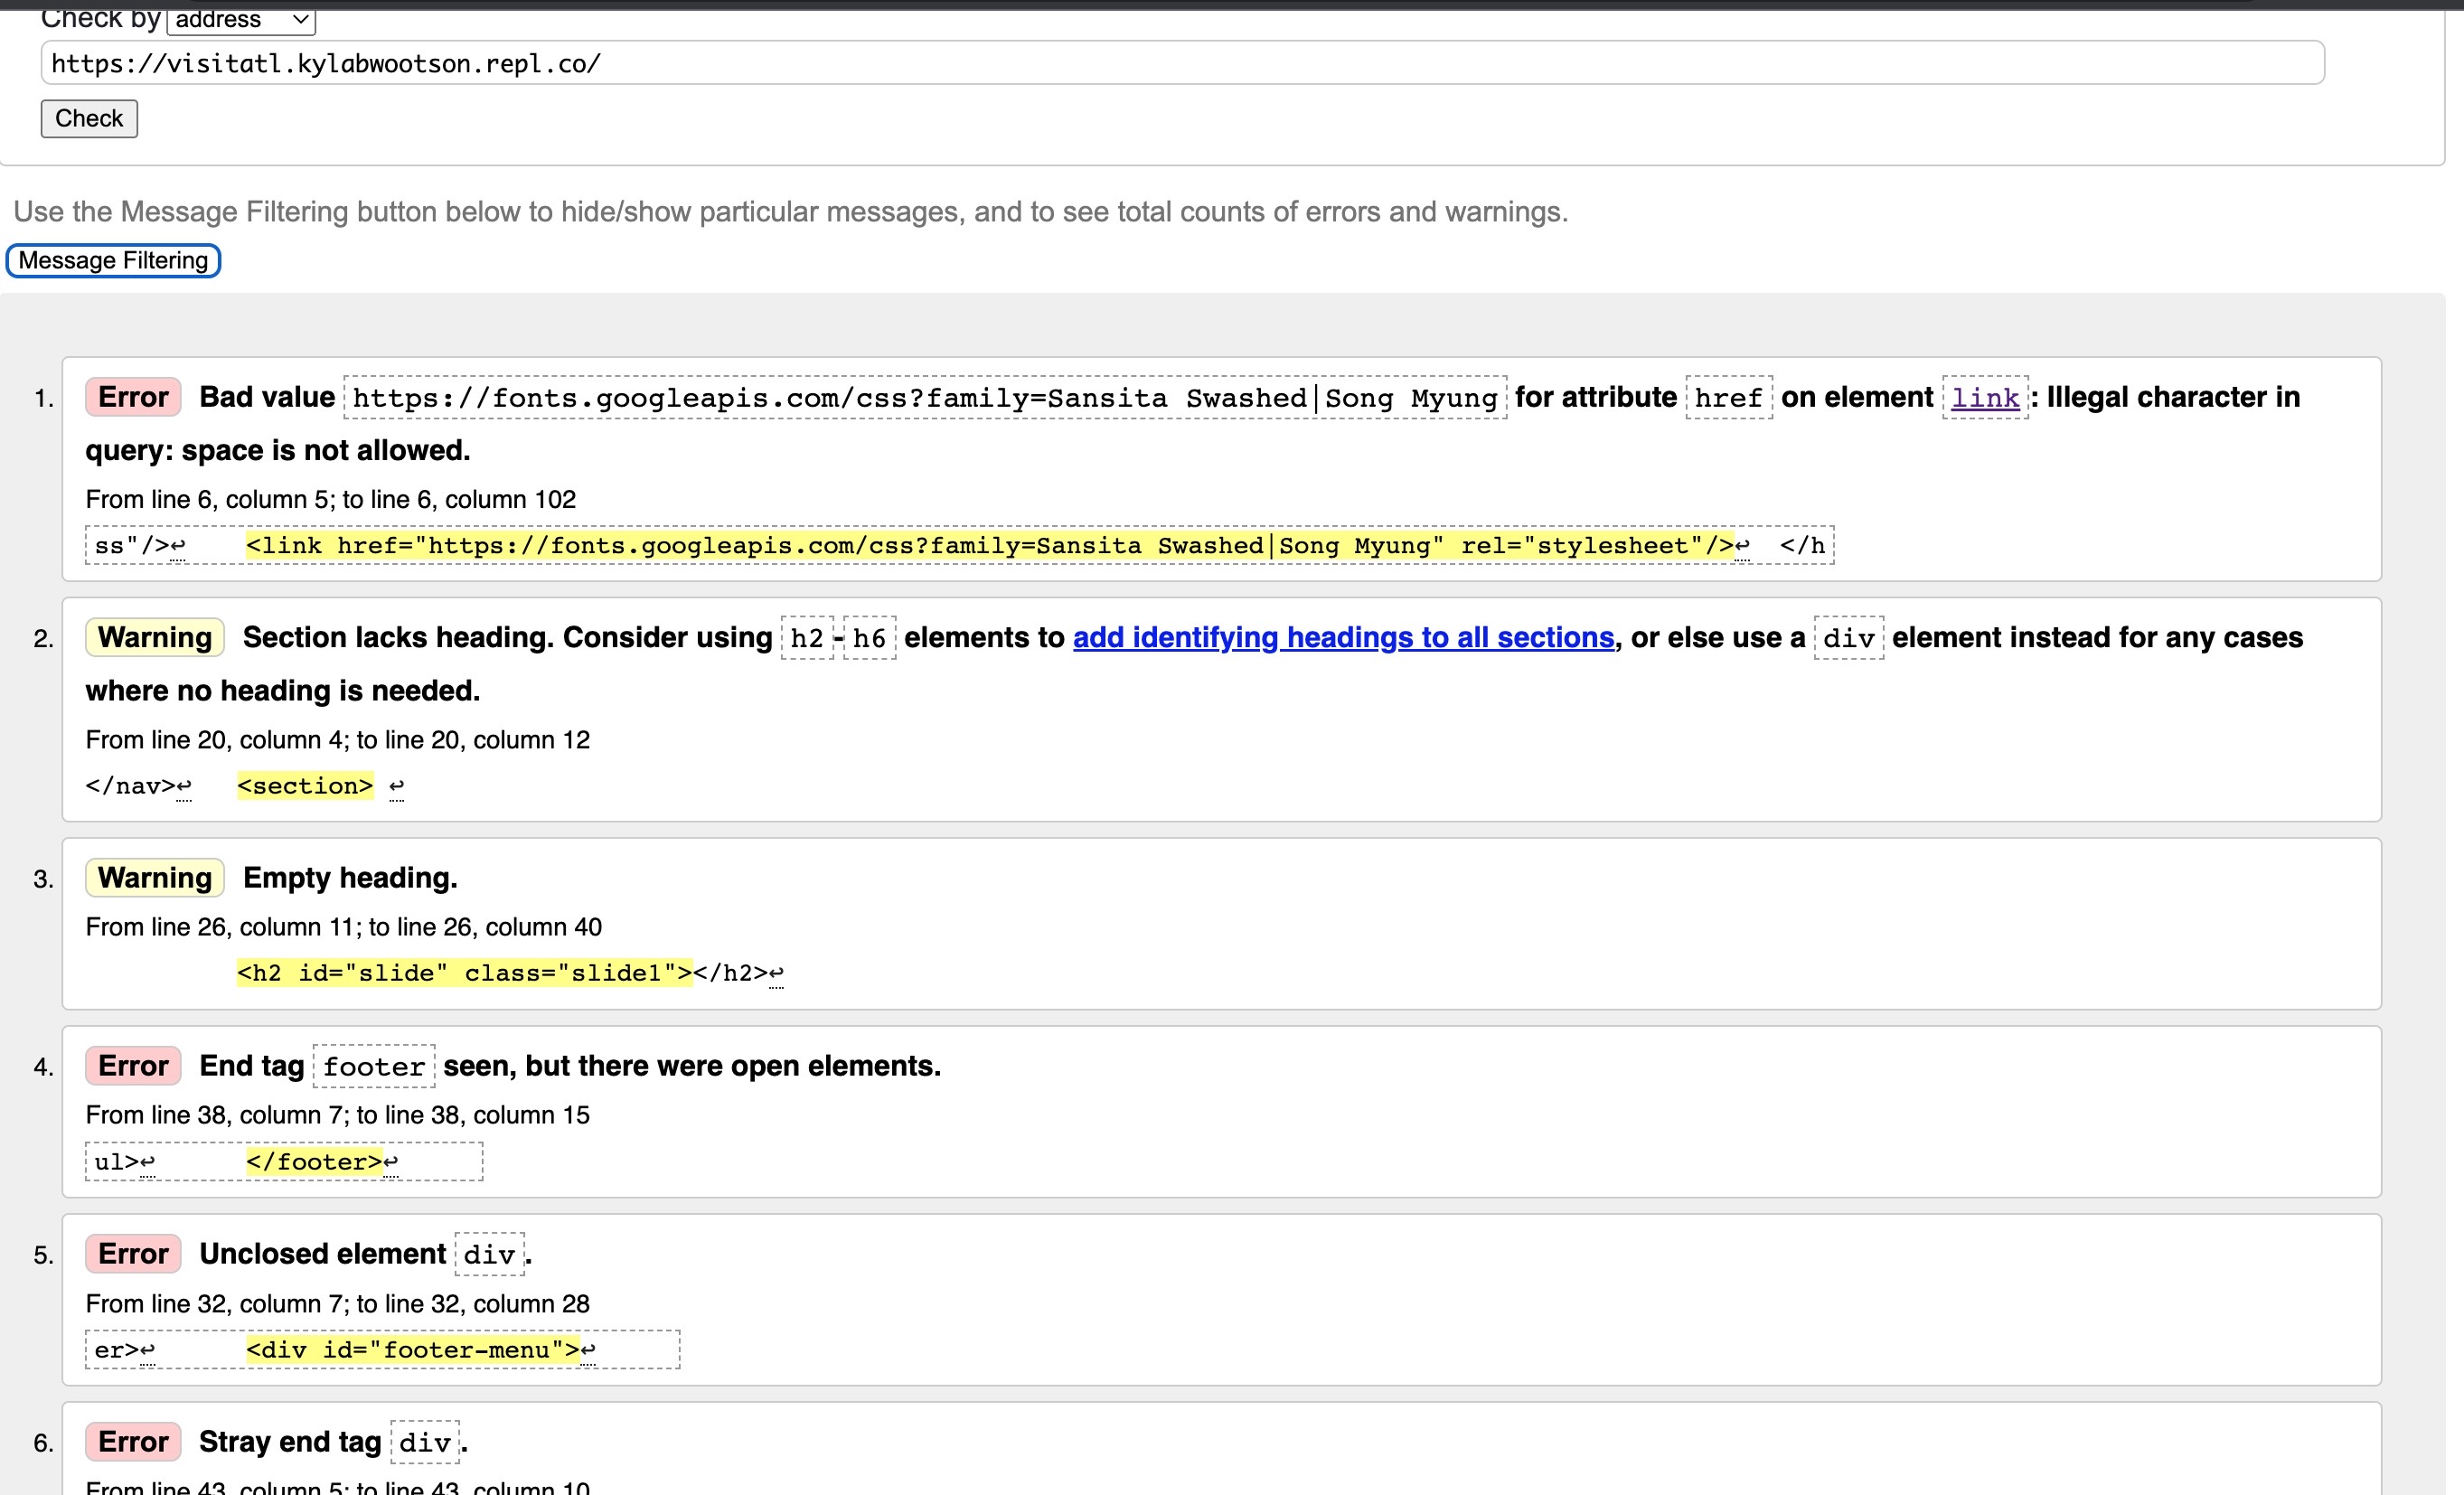 Check by address
https://visitatl.kylabwootson.repl.co/
Check
Use the Message Filtering button below to hide/show particular messages, and to see total counts of errors and warnings.
Message Filtering
1. Error Bad value https://fonts.googleapis.com/css?family=Sansita Swashed|Song Myung for attribute href on element link: Illegal character in
query: space is not allowed.
From line 6, column 5; to line 6, column 102
ss"/>↩ <link href="https://fonts.googleapis.com/css?family=Sansita Swashed|Song Myung" rel="stylesheet"/>↩ </h
2. Warning Section lacks heading. Consider using h2-h6 elements to add identifying headings to all sections, or else use a div element instead for any cases
where no heading is needed.
From line 20, column 4; to line 20, column 12
</nav>↩ <section> ↩
3. Warning Empty heading.
From line 26, column 11; to line 26, column 40
<h2 id="slide" class="slide1"></h2>↩
4. Error End tag footer seen, but there were open elements.
From line 38, column 7; to line 38, column 15
ul>↩ </footer>↩
5. Error Unclosed element div.
From line 32, column 7; to line 32, column 28
er>↩ <div id="footer-menu">↩
6. Error Stray end tag div.
From line 43, column 5; to line 43, column 10